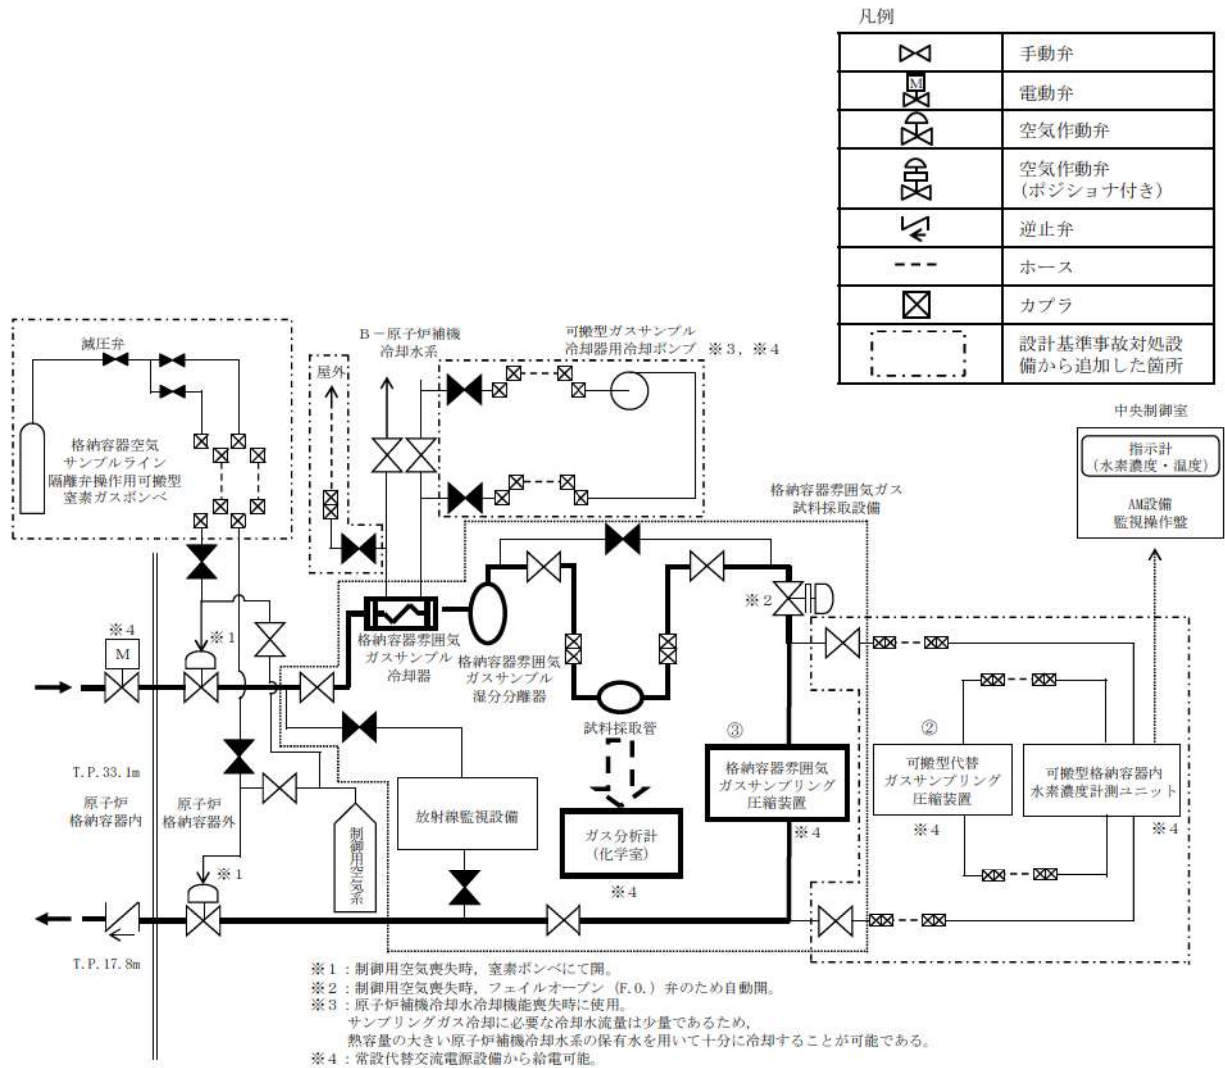 凡例
手動弁
M
電動弁
空気作動弁
空気作動弁
(ポジショナ付き)
逆止弁
ホース
カプラ
設計基準事故対処設
備から追加した箇所
減圧弁
格納容器空気
サンプルライン
隔離弁操作用可搬型
窒素ガスボンベ
屋外
B－原子炉補機
冷却水系
可搬型ガスサンプル
冷却器用冷却ポンプ ※３，※４
中央制御室
指示計
(水素濃度・温度)
AM設備
監視操作盤
格納容器雰囲気ガス
試料採取設備
※２
※４
M
※１
格納容器雰囲気
ガスサンプル
冷却器
格納容器雰囲気
ガスサンプル
湿分分離器
試料採取管
③
格納容器雰囲気
ガスサンプリング
圧縮装置
※４
②
可搬型代替
ガスサンプリング
圧縮装置
※４
可搬型格納容器内
水素濃度計測ユニット
※４
T.P.33.1m
原子炉
格納容器内
原子炉
格納容器外
放射線監視設備
ガス分析計
(化学室)
※４
制御用空気系
※１
T.P.17.8m
※１：制御用空気喪失時，窒素ボンベにて開。
※２：制御用空気喪失時，フェイルオープン (F.O.) 弁のため自動開。
※３：原子炉補機冷却水冷却機能喪失時に使用。
サンプリングガス冷却に必要な冷却水流量は少量であるため，
熱容量の大きい原子炉補機冷却水系の保有水を用いて十分に冷却することが可能である。
※４：常設代替交流電源設備から給電可能。